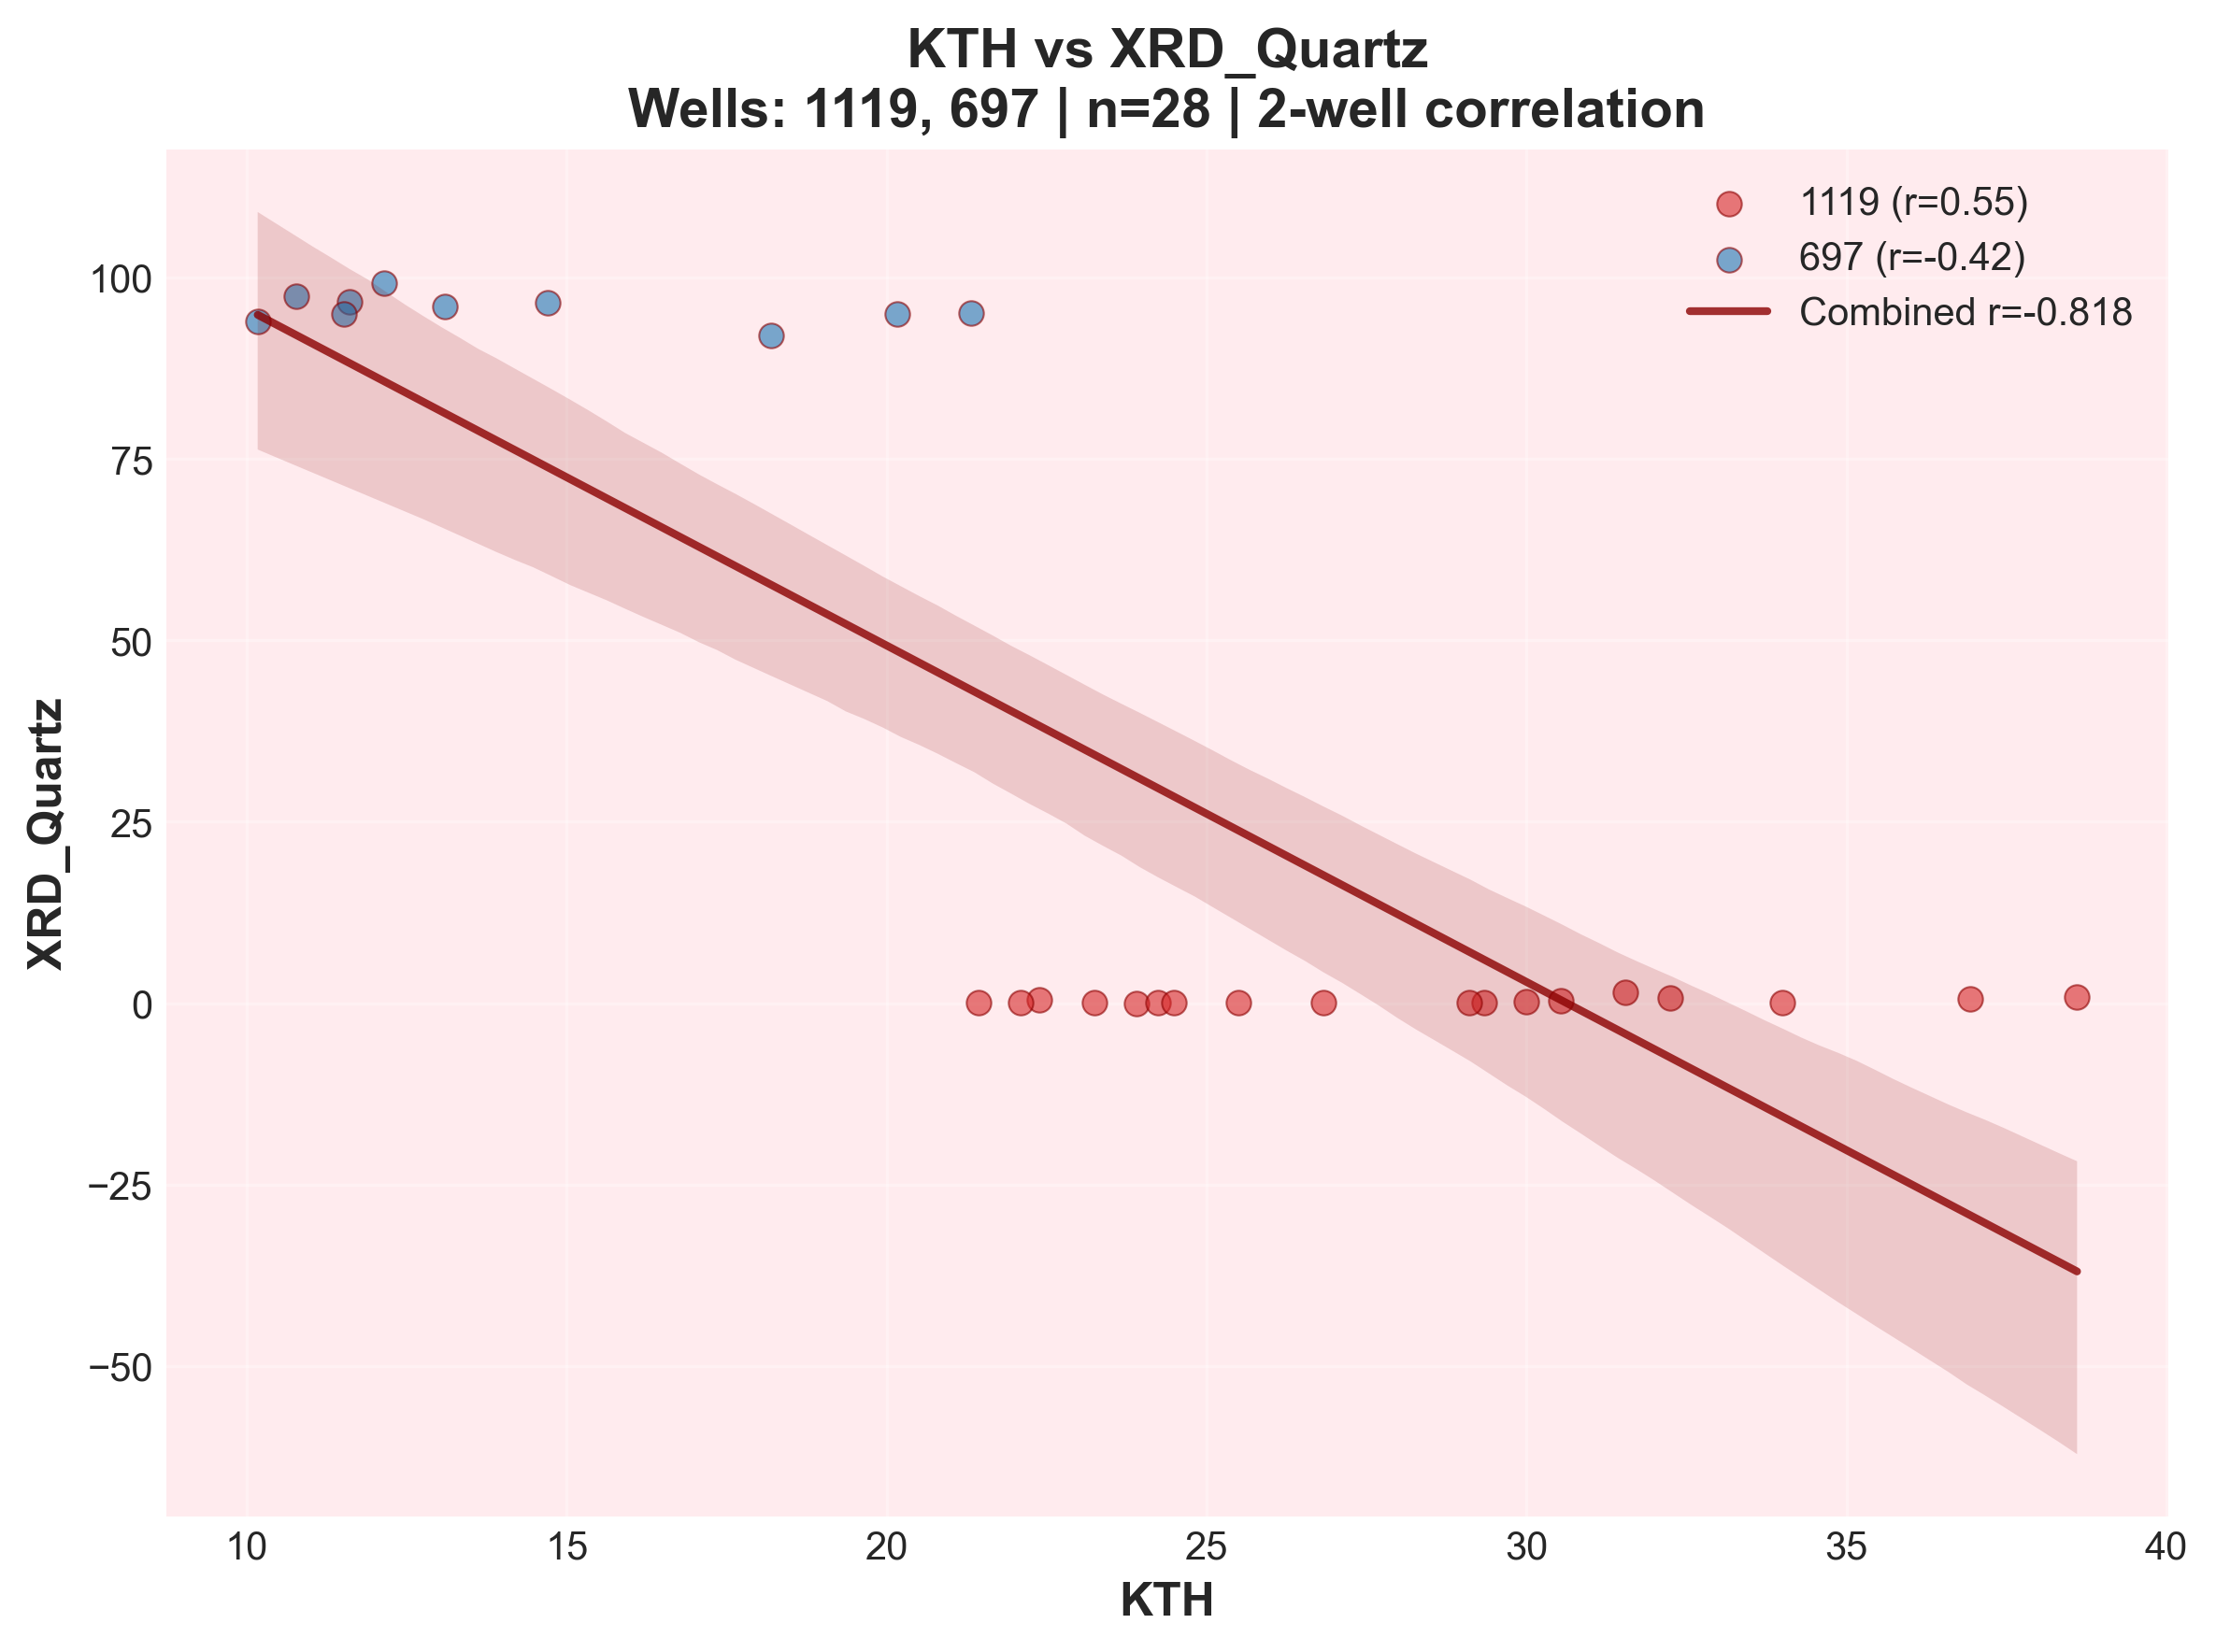 KTH vs XRD_Quartz
Wells: 1119, 697 | n=28 | 2-well correlation
1119 (r=0.55)
697 (r=-0.42)
Combined r=-0.818
100
75
50
25
0
−25
−50
XRD_Quartz
10
15
20
25
30
35
40
KTH